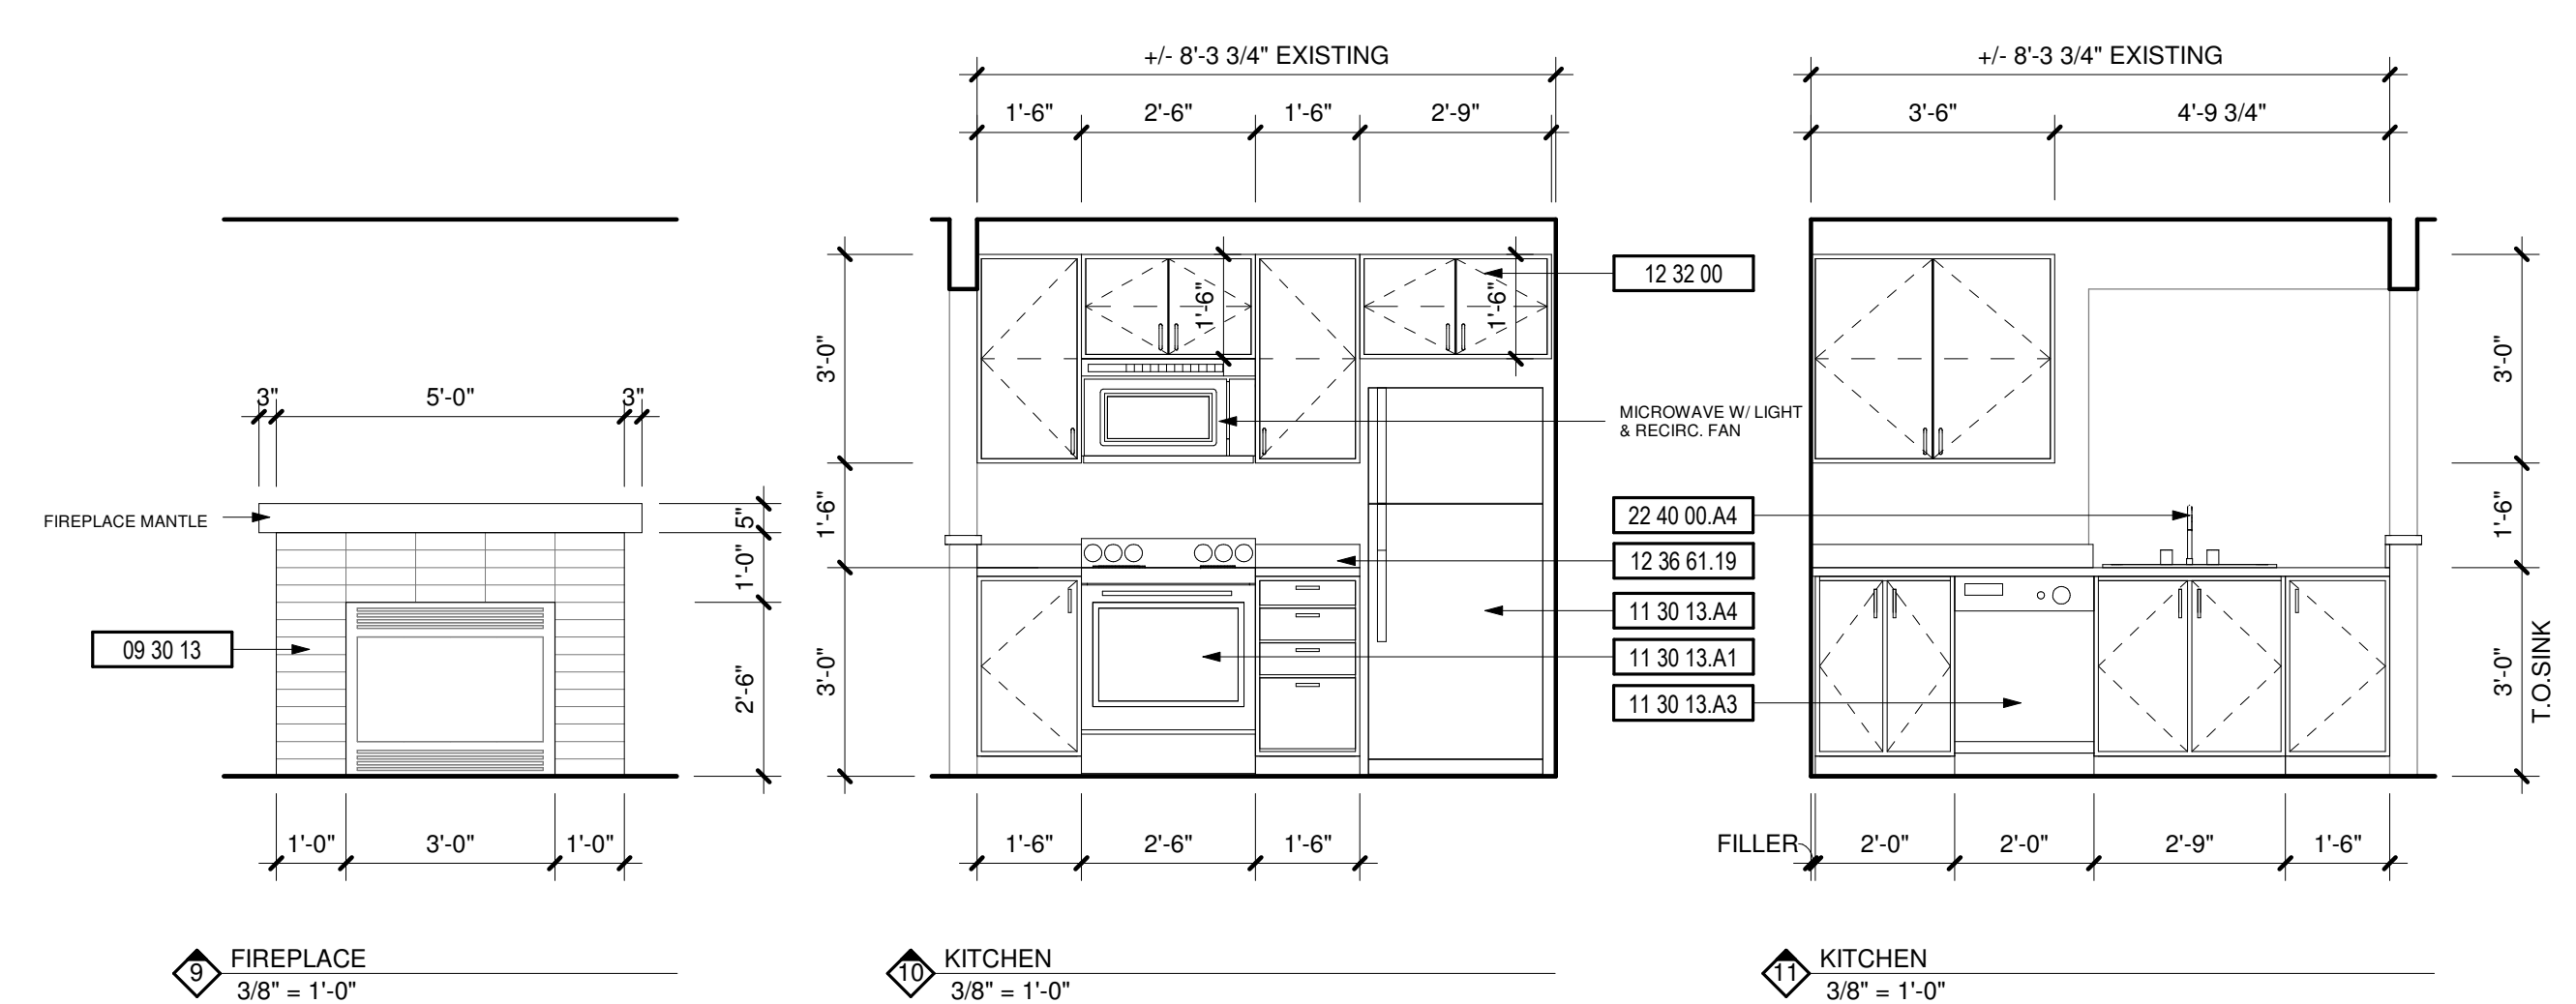 +/- 8'-3 3/4" EXISTING
+/- 8'-3 3/4" EXISTING
1'-6"
2'-6"
1'-6"
2'-9"
3'-6"
4'-9 3/4"
3"
5'-0"
3"
FIREPLACE MANTLE
5"
1'-0"
2'-6"
09 30 13
1'-0"
3'-0"
1'-0"
9
FIREPLACE
3/8" = 1'-0"
3'-0"
1'-6"
3'-0"
1'-6"
1'-6"
12 32 00
MICROWAVE W/ LIGHT
& RECIRC. FAN
22 40 00.A4
12 36 61.19
11 30 13.A4
11 30 13.A1
11 30 13.A3
1'-6"
2'-6"
1'-6"
10
KITCHEN
3/8" = 1'-0"
3'-0"
1'-6"
3'-0"
T.O.SINK
FILLER
2'-0"
2'-0"
2'-9"
1'-6"
11
KITCHEN
3/8" = 1'-0"